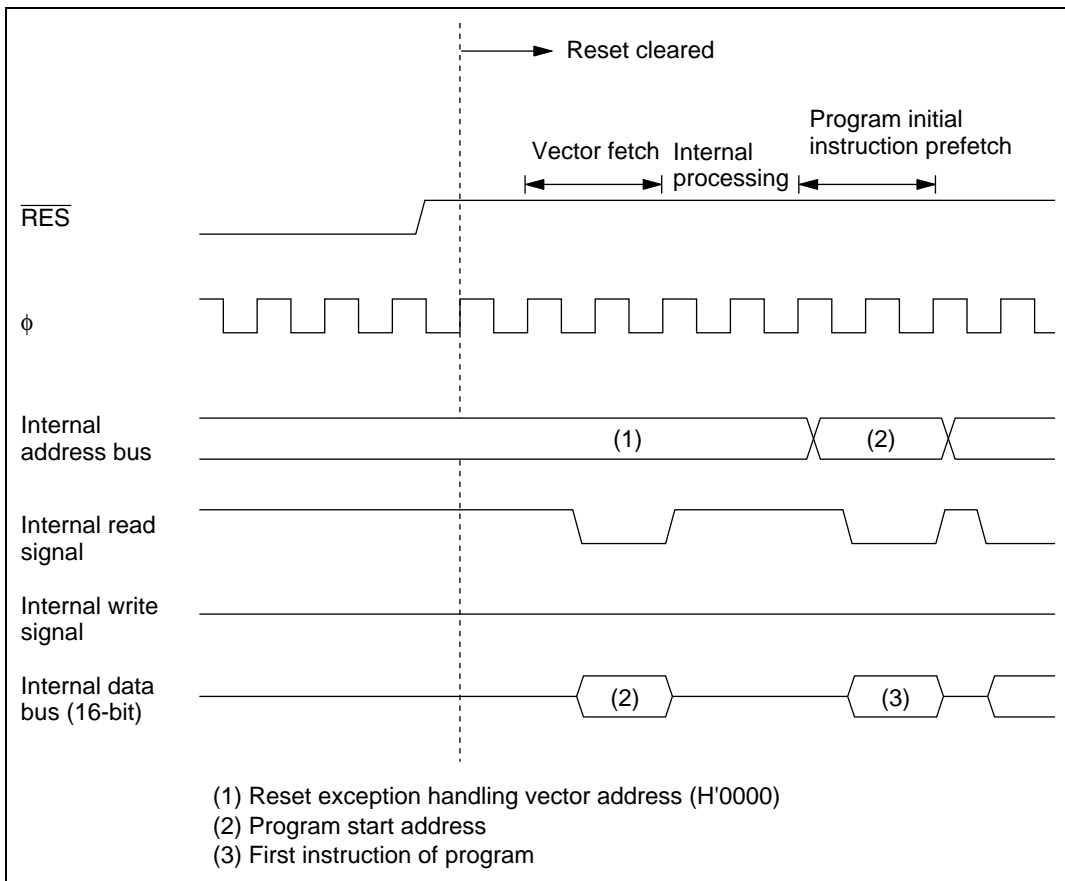 Reset cleared
Program initial
instruction prefetch
Vector fetch
Internal
processing
RES
ϕ
Internal
address bus
(1)
(2)
Internal read
signal
Internal write
signal
Internal data
bus (16-bit)
(2)
(3)
(1) Reset exception handling vector address (H'0000)
(2) Program start address
(3) First instruction of program